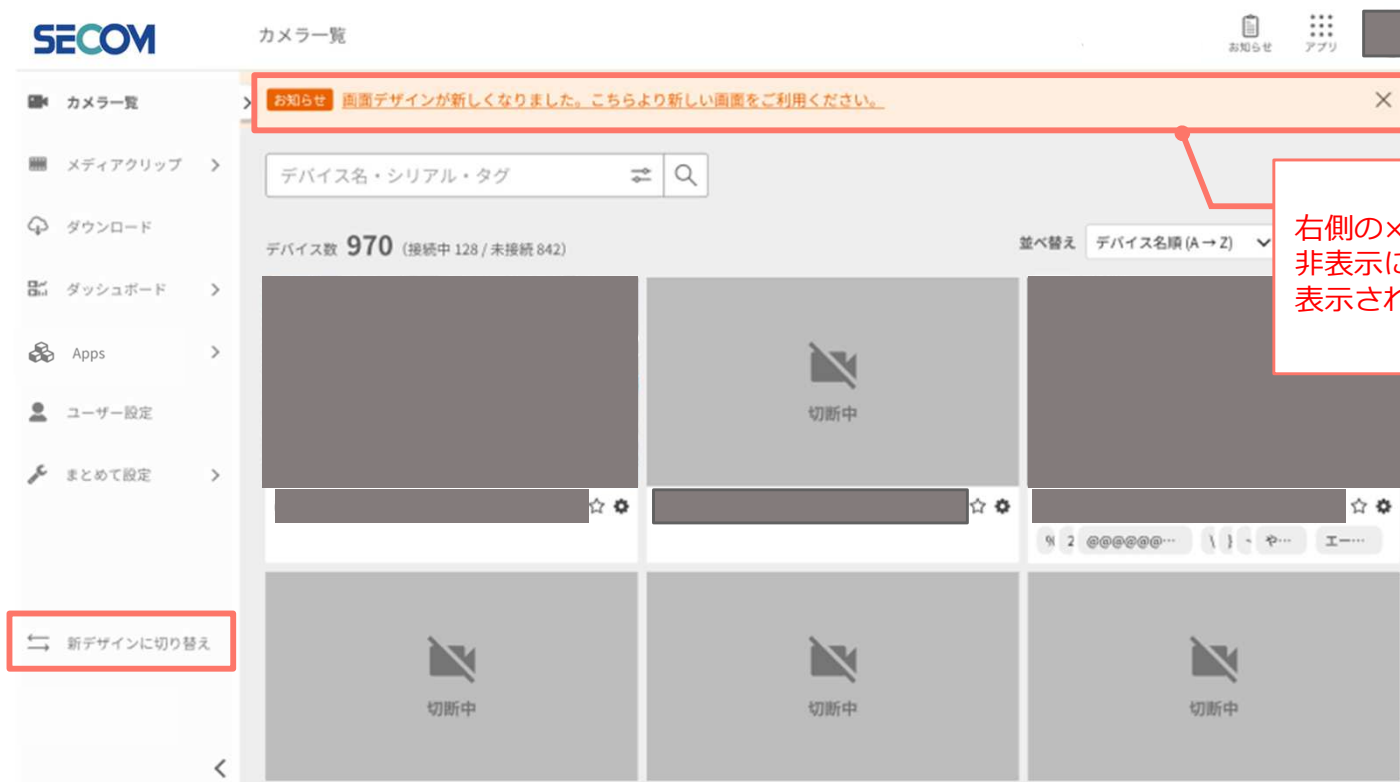 SECOM
カメラ一覧
お知らせ
アプリ
カメラ一覧
お知らせ 画面デザインが新しくなりました。こちらより新しい画面をご利用ください。
メディアクリップ
デバイス名・シリアル・タグ
ダウンロード
デバイス数 970 (接続中 128 / 未接続 842)
並べ替え デバイス名順 (A→Z)
右側の×
非表示に
表示され
ダッシュボード
Apps
ユーザー設定
まとめて設定
切断中
2 @@@@@@… \ } ~ や… エー…
新デザインに切り替え
切断中
切断中
切断中